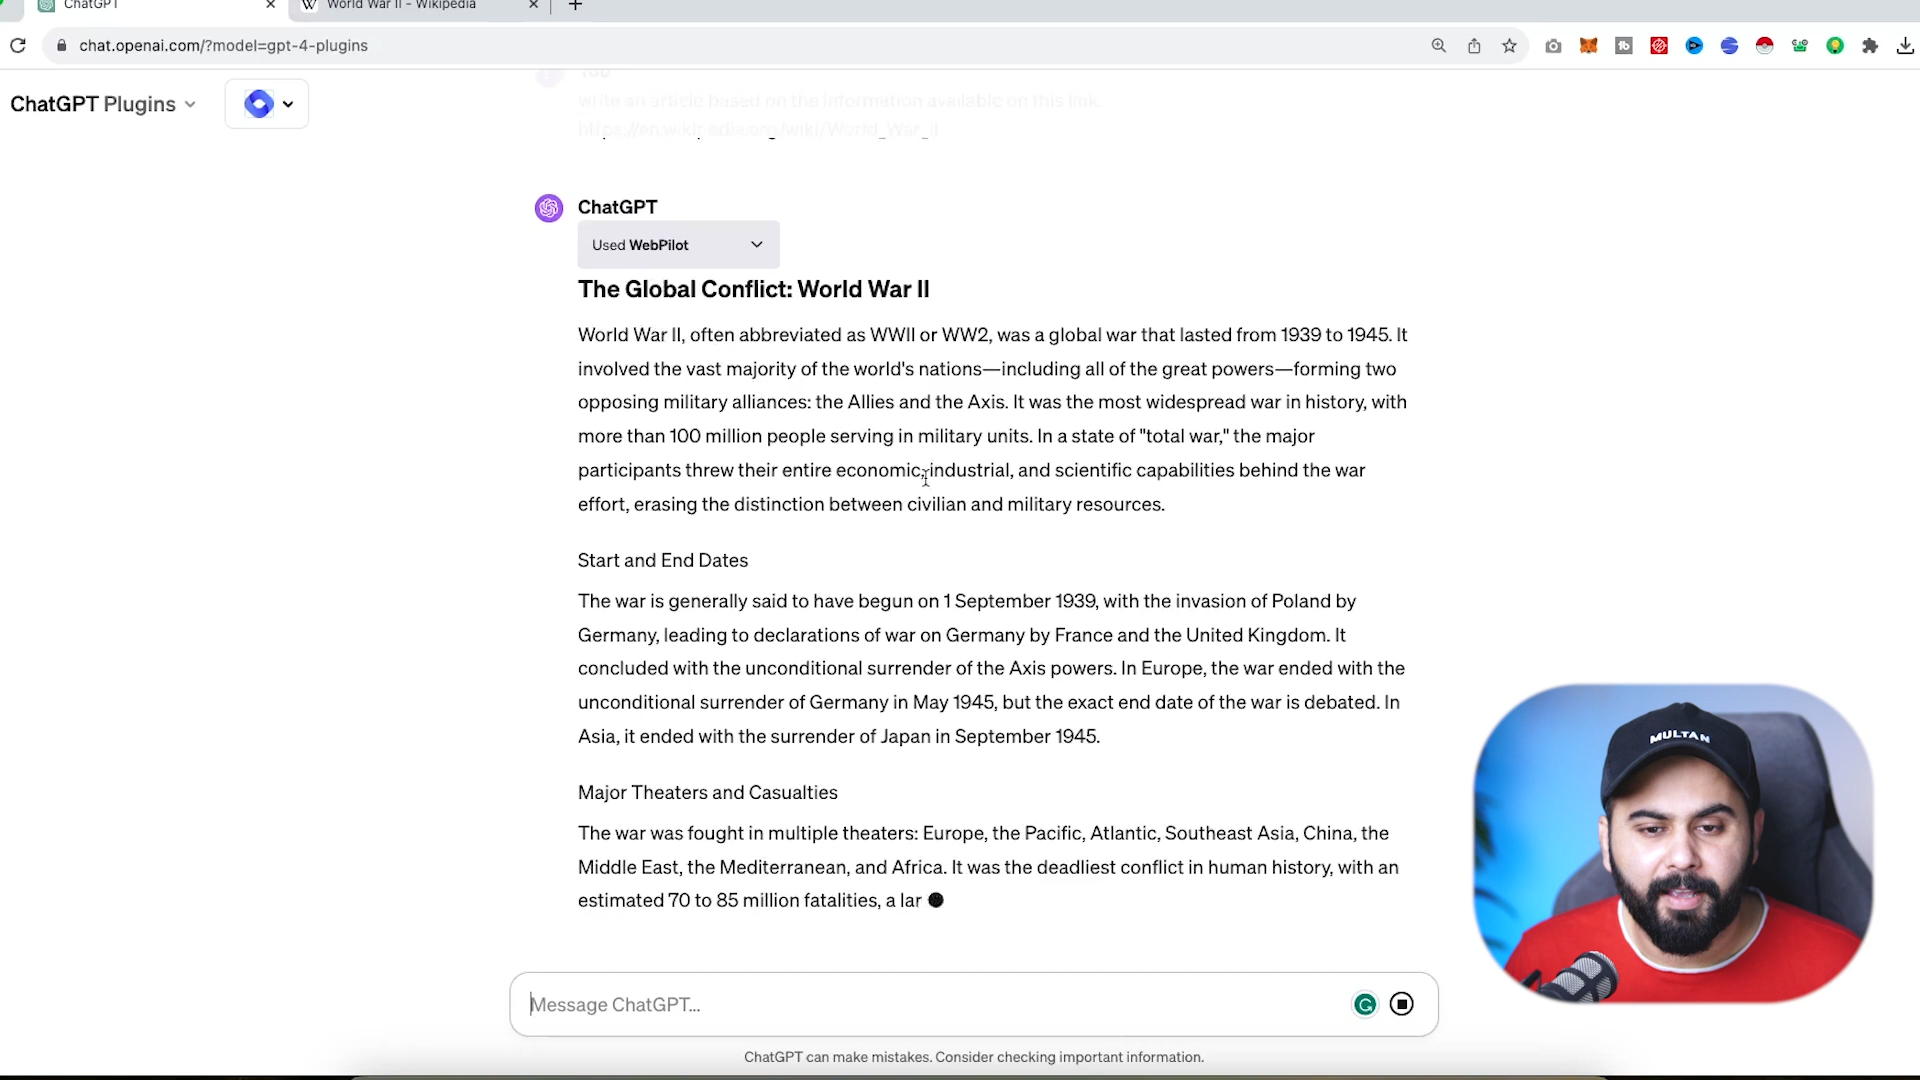 ChatGPT
World War II - Wikipedia
chat.openai.com/?model=gpt-4-plugins
ChatGPT Plugins
You
write an article based on the information available on this link.
https://en.wikipedia.org/wiki/World_War_II
ChatGPT
Used WebPilot
The Global Conflict: World War II
World War II, often abbreviated as WWII or WW2, was a global war that lasted from 1939 to 1945. It
involved the vast majority of the world's nations—including all of the great powers—forming two
opposing military alliances: the Allies and the Axis. It was the most widespread war in history, with
more than 100 million people serving in military units. In a state of "total war," the major
participants threw their entire economic, industrial, and scientific capabilities behind the war
effort, erasing the distinction between civilian and military resources.
Start and End Dates
The war is generally said to have begun on 1 September 1939, with the invasion of Poland by
Germany, leading to declarations of war on Germany by France and the United Kingdom. It
concluded with the unconditional surrender of the Axis powers. In Europe, the war ended with the
unconditional surrender of Germany in May 1945, but the exact end date of the war is debated. In
Asia, it ended with the surrender of Japan in September 1945.
Major Theaters and Casualties
The war was fought in multiple theaters: Europe, the Pacific, Atlantic, Southeast Asia, China, the
Middle East, the Mediterranean, and Africa. It was the deadliest conflict in human history, with an
estimated 70 to 85 million fatalities, a lar
MULTAN
Message ChatGPT...
ChatGPT can make mistakes. Consider checking important information.